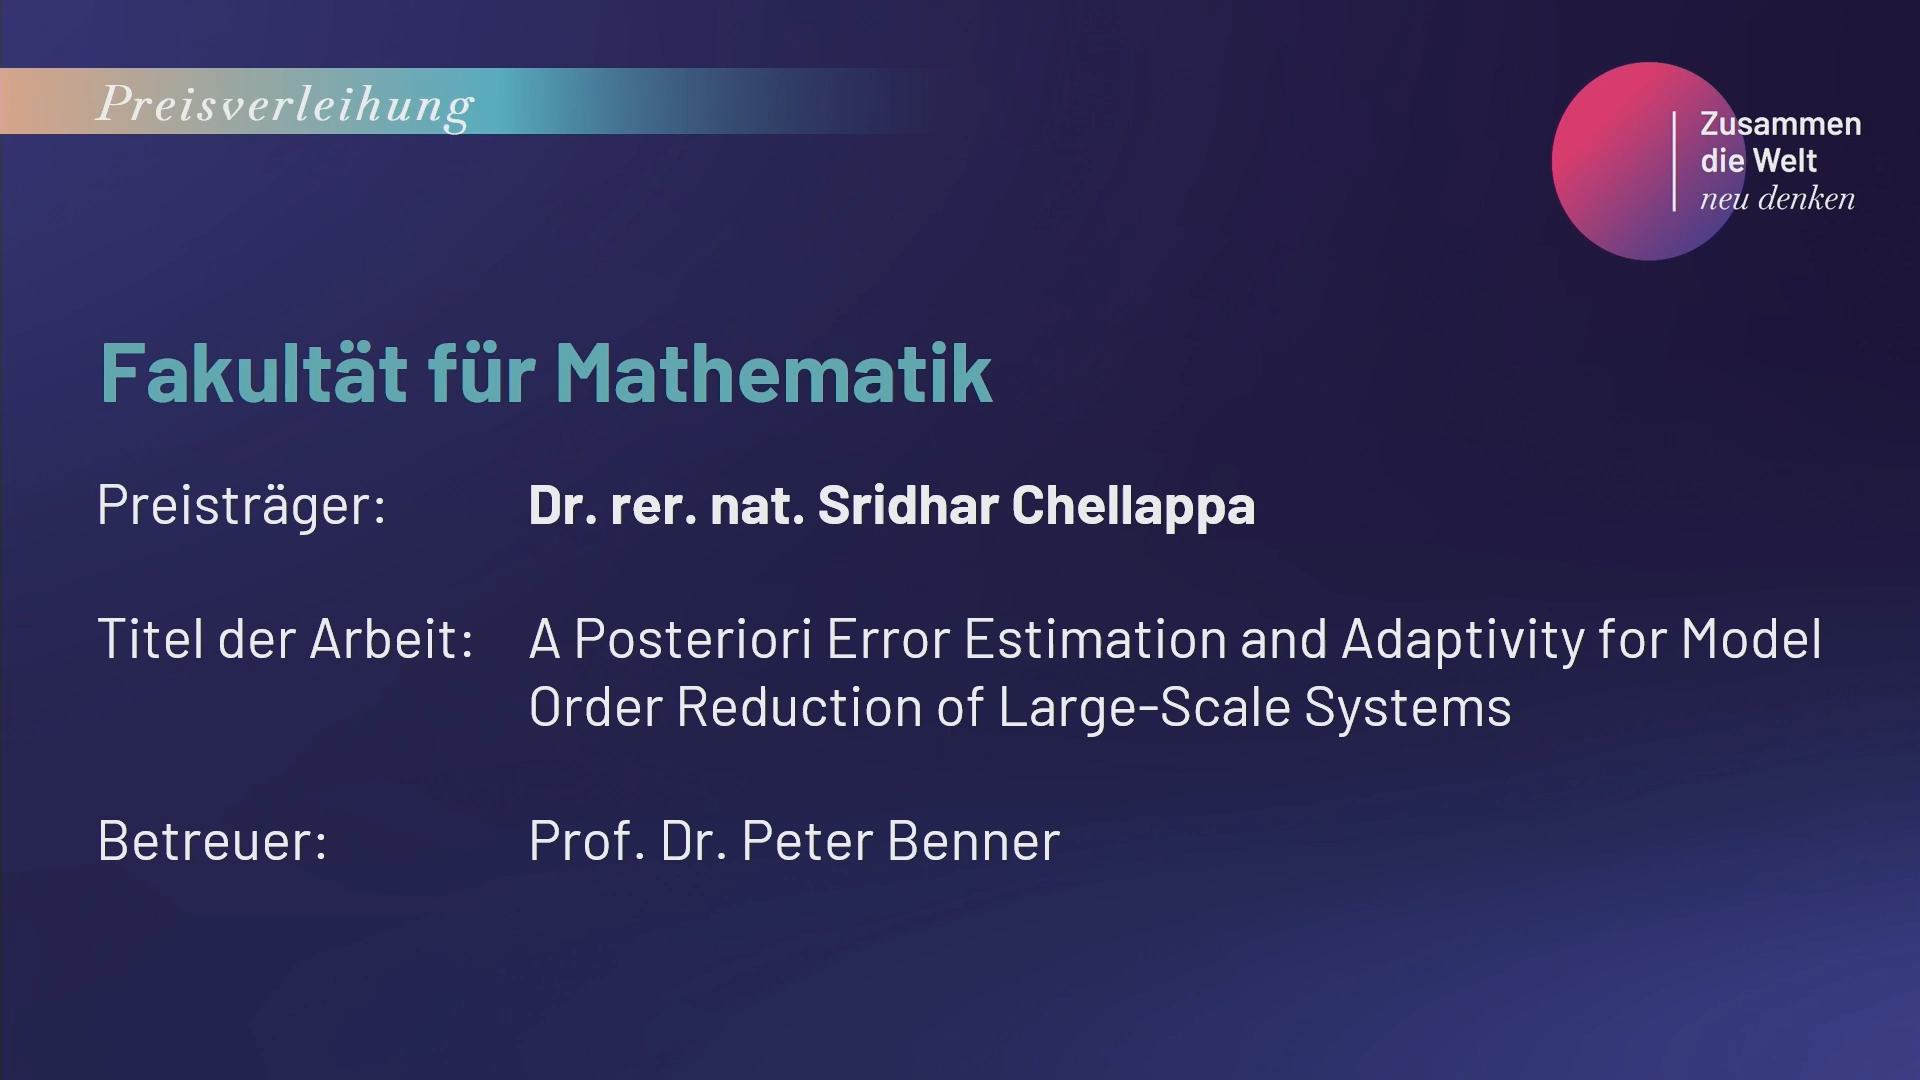 Preisverleihung
Zusammen
die Welt
neu denken
Fakultät für Mathematik
Preisträger: Dr. rer. nat. Sridhar Chellappa
Titel der Arbeit: A Posteriori Error Estimation and Adaptivity for Model
Order Reduction of Large-Scale Systems
Betreuer: Prof. Dr. Peter Benner